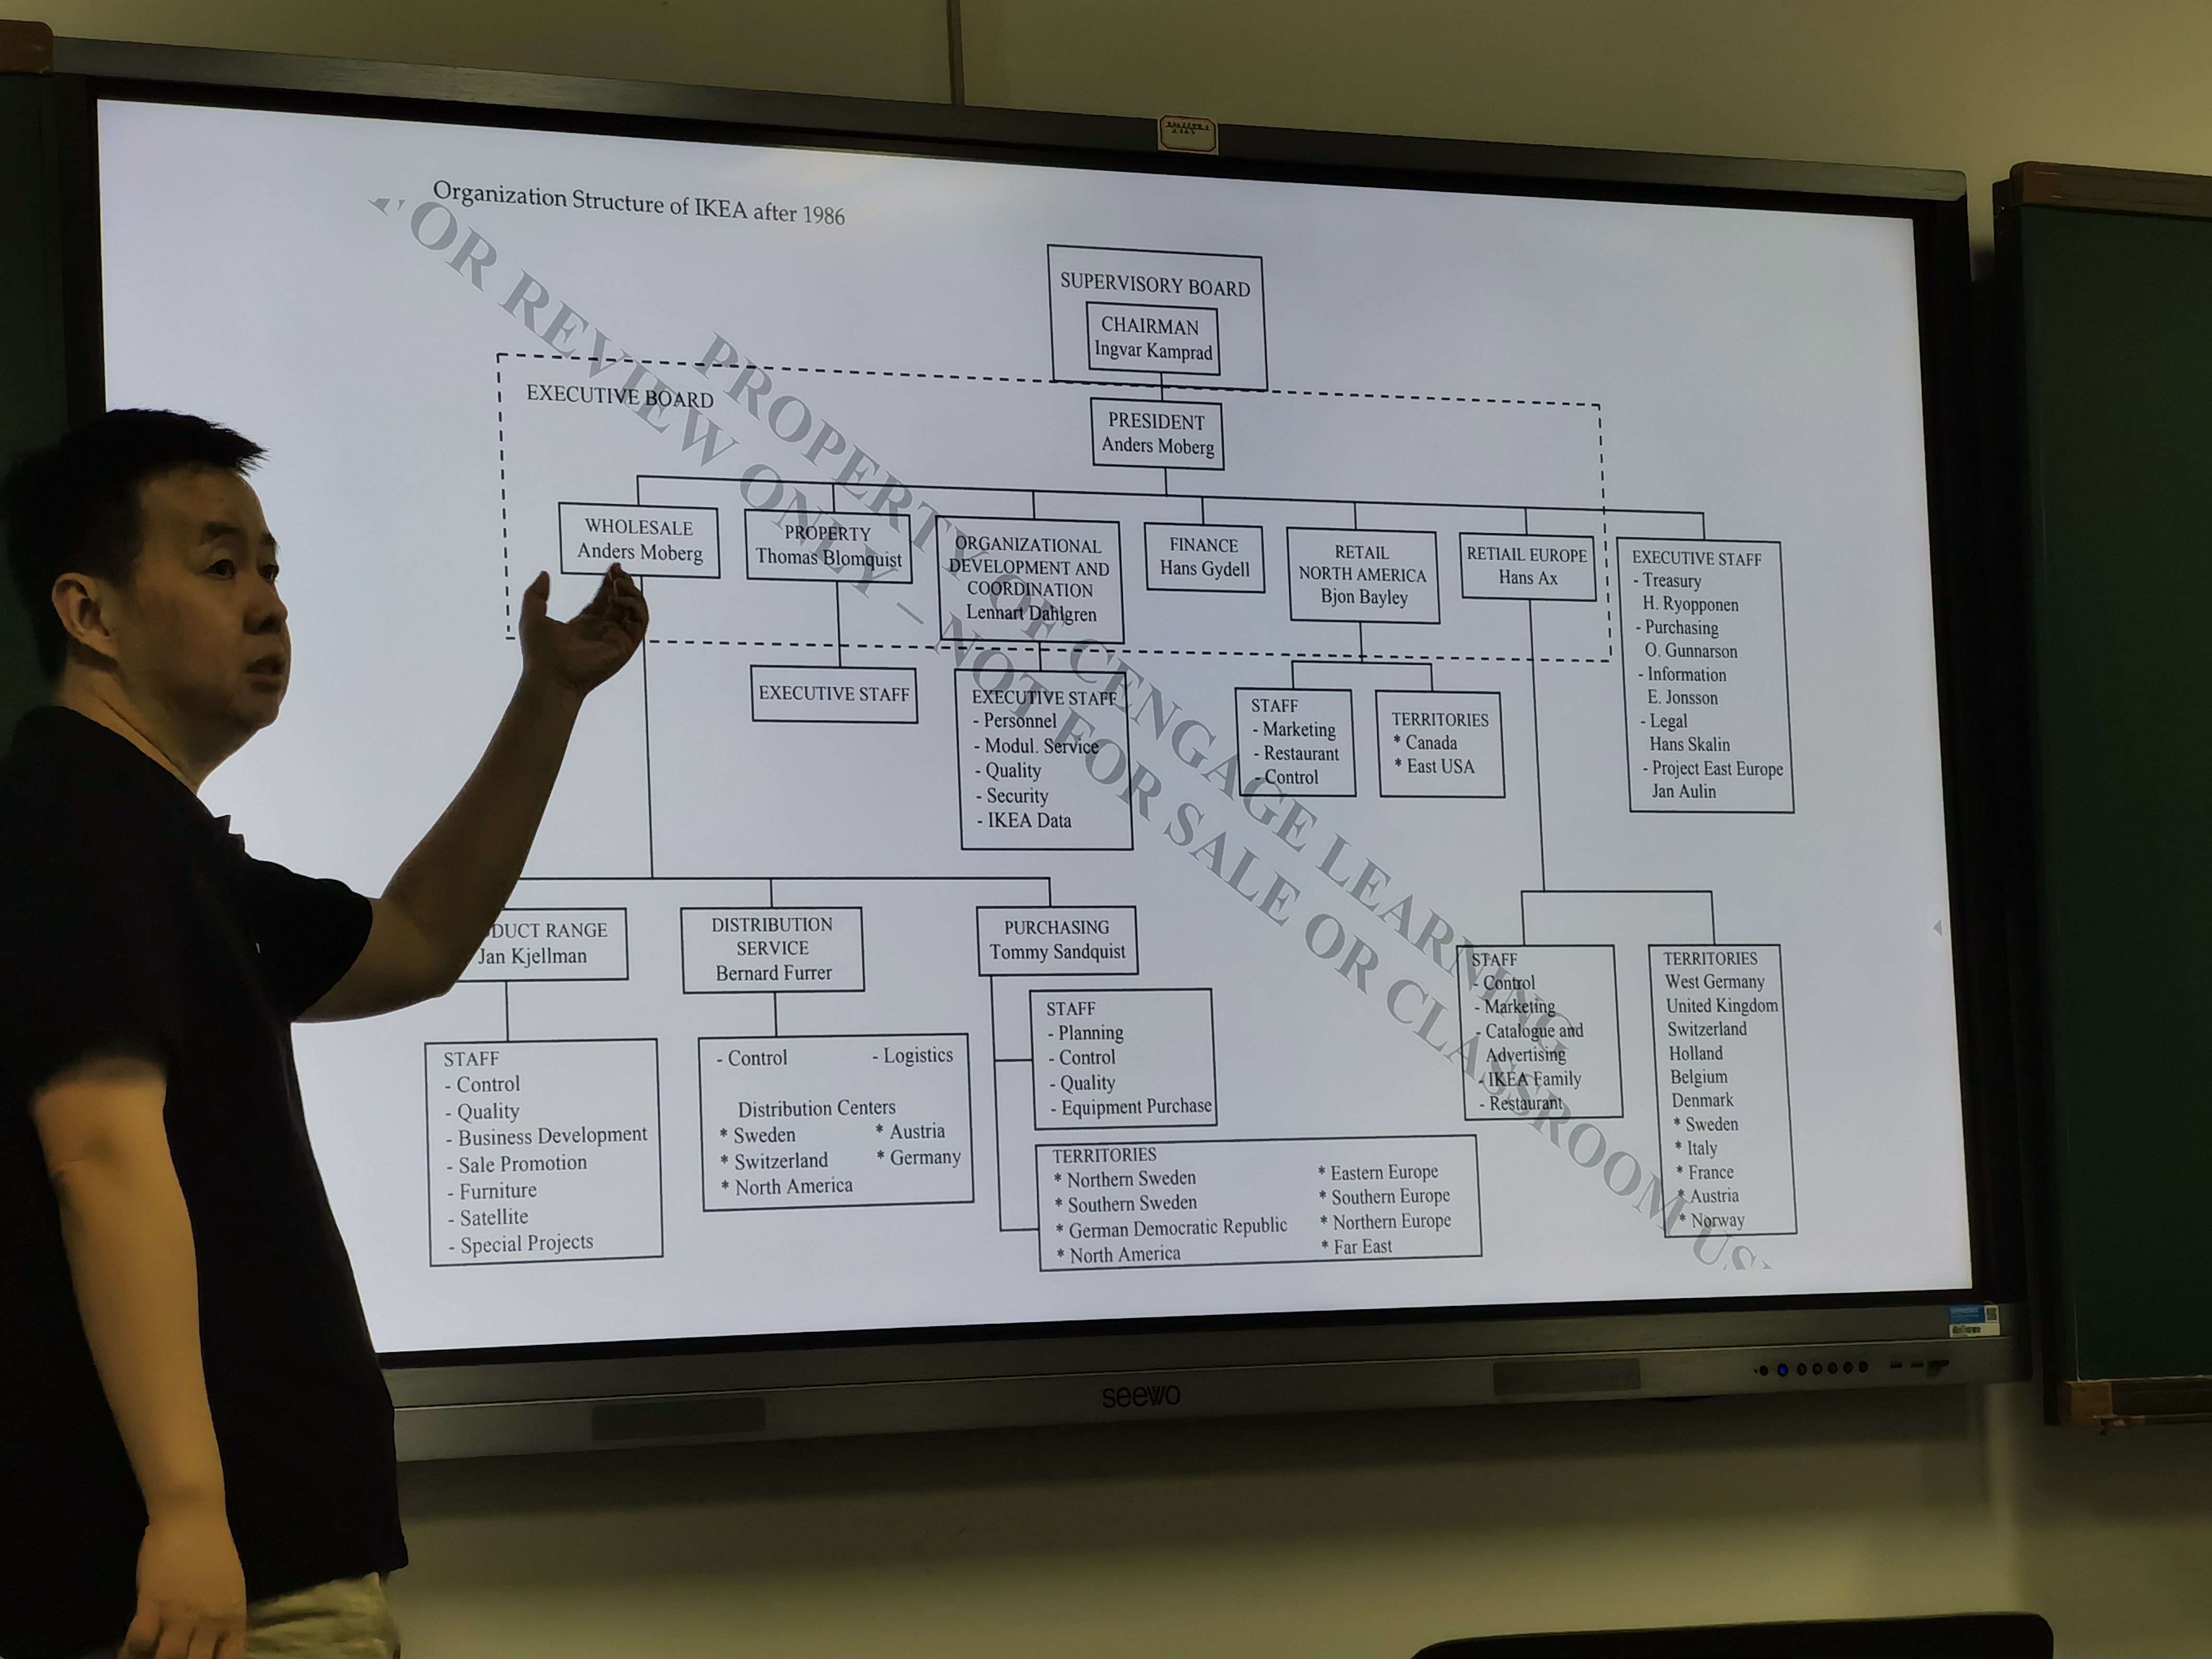 Organization Structure of IKEA after 1986
SUPERVISORY BOARD
CHAIRMAN
Ingvar Kamprad
EXECUTIVE BOARD
PRESIDENT
Anders Moberg
WHOLESALE
Anders Moberg
PROPERTY
Thomas Blomquist
ORGANIZATIONAL
DEVELOPMENT AND
COORDINATION
Lennart Dahlgren
FINANCE
Hans Gydell
RETAIL
NORTH AMERICA
Bjon Bayley
RETIAIL EUROPE
Hans Ax
EXECUTIVE STAFF
- Treasury
H. Ryopponen
- Purchasing
O. Gunnarson
- Information
E. Jonsson
- Legal
Hans Skalin
- Project East Europe
Jan Aulin
EXECUTIVE STAFF
EXECUTIVE STAFF
- Personnel
- Modul. Service
- Quality
- Security
- IKEA Data
STAFF
- Marketing
- Restaurant
- Control
TERRITORIES
* Canada
* East USA
DUCT RANGE
Jan Kjellman
DISTRIBUTION
SERVICE
Bernard Furrer
PURCHASING
Tommy Sandquist
STAFF
- Control
- Quality
- Business Development
- Sale Promotion
- Furniture
- Satellite
- Special Projects
- Control - Logistics
Distribution Centers
* Sweden * Austria
* Switzerland * Germany
* North America
STAFF
- Planning
- Control
- Quality
- Equipment Purchase
TERRITORIES
* Northern Sweden * Eastern Europe
* Southern Sweden * Southern Europe
* German Democratic Republic * Northern Europe
* North America * Far East
STAFF
- Control
- Marketing
- Catalogue and
Advertising
- IKEA Family
- Restaurant
TERRITORIES
West Germany
United Kingdom
Switzerland
Holland
Belgium
Denmark
* Sweden
* Italy
* France
* Austria
* Norway
PROPERTY OF CENGAGE LEARNING
OR REVIEW ONLY – NOT FOR SALE OR CLASSROOM US
seewo